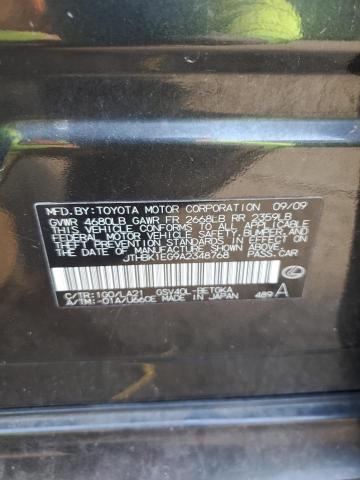 MFD.BY:TOYOTA MOTOR CORPORATION 09/09
GVWR 4680LB GAWR FR 2668LB RR 2359LB
THIS VEHICLE CONFORMS TO ALL APPLICABLE
FEDERAL MOTOR VEHICLE SAFETY,BUMPER, AND
THEFT PREVENTION STANDARDS IN EFFECT ON
THE DATE OF MANUFACTURE SHOWN ABOVE.
JTHBK1EG9A2348768 PASS.CAR
C/TR:1G0/LA21 GSV40L-BETGKA
A/TM:-01A/U660E MADE IN JAPAN 489 A